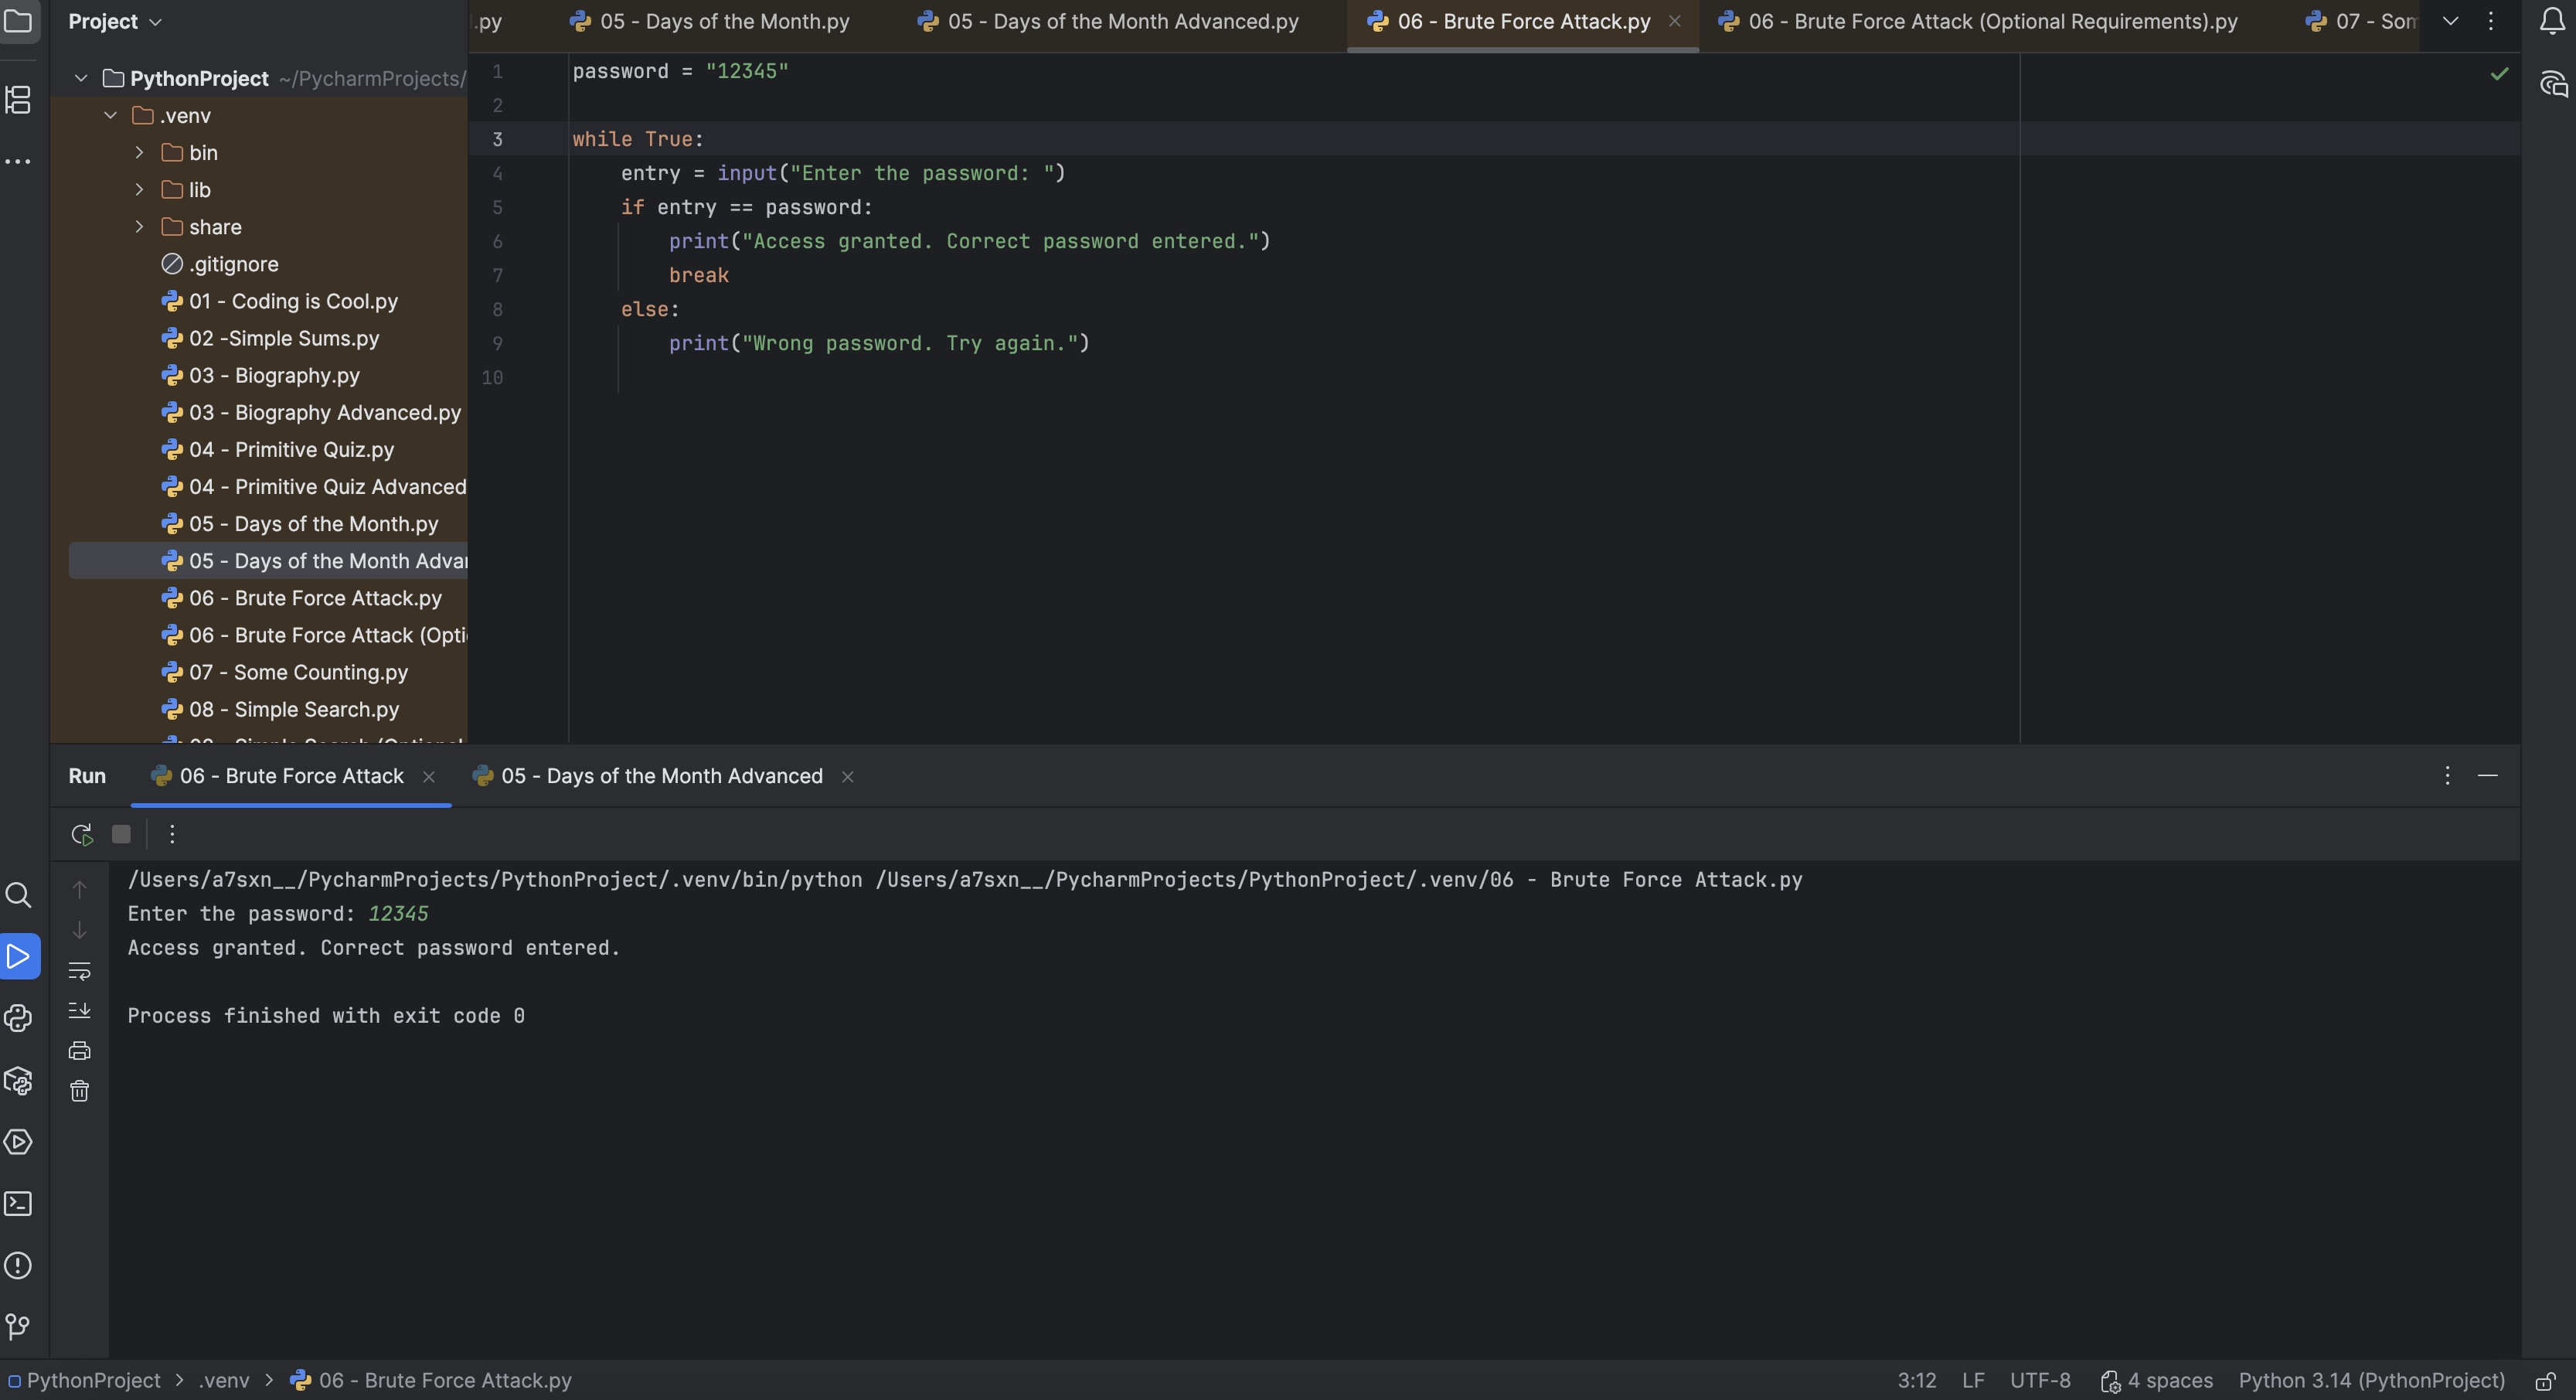 Project
.py
05 - Days of the Month.py
05 - Days of the Month Advanced.py
06 - Brute Force Attack.py
06 - Brute Force Attack (Optional Requirements).py
07 - Som
PythonProject ~/PycharmProjects/
.venv
bin
lib
share
.gitignore
01 - Coding is Cool.py
02 -Simple Sums.py
03 - Biography.py
03 - Biography Advanced.py
04 - Primitive Quiz.py
04 - Primitive Quiz Advanced
05 - Days of the Month.py
05 - Days of the Month Advan
06 - Brute Force Attack.py
06 - Brute Force Attack (Opti
07 - Some Counting.py
08 - Simple Search.py
1 password = "12345"
2
3 while True:
4     entry = input("Enter the password: ")
5     if entry == password:
6         print("Access granted. Correct password entered.")
7         break
8     else:
9         print("Wrong password. Try again.")
10
Run
06 - Brute Force Attack
05 - Days of the Month Advanced
/Users/a7sxn__/PycharmProjects/PythonProject/.venv/bin/python /Users/a7sxn__/PycharmProjects/PythonProject/.venv/06 - Brute Force Attack.py
Enter the password: 12345
Access granted. Correct password entered.
Process finished with exit code 0
PythonProject > .venv > 06 - Brute Force Attack.py
3:12 LF UTF-8 4 spaces Python 3.14 (PythonProject)